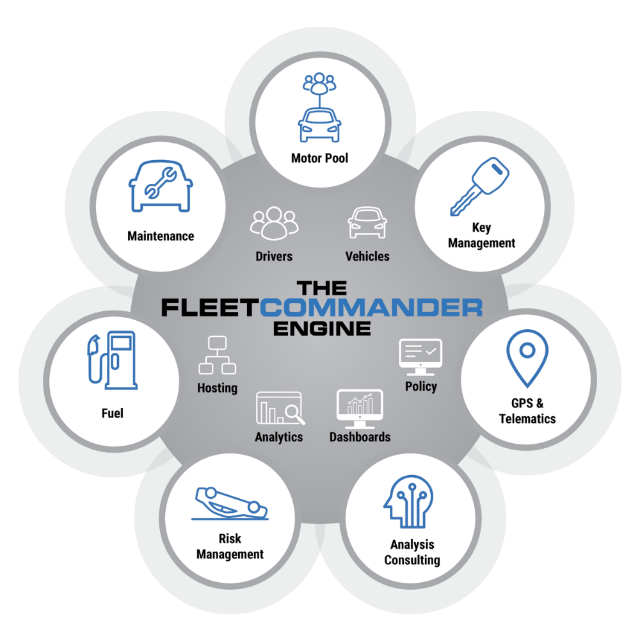 Motor Pool
Maintenance
Key
Management
Drivers
Vehicles
THE
FLEETCOMMANDER
ENGINE
Hosting
Policy
Fuel
GPS &
Telematics
Analytics
Dashboards
Risk
Management
Analysis
Consulting